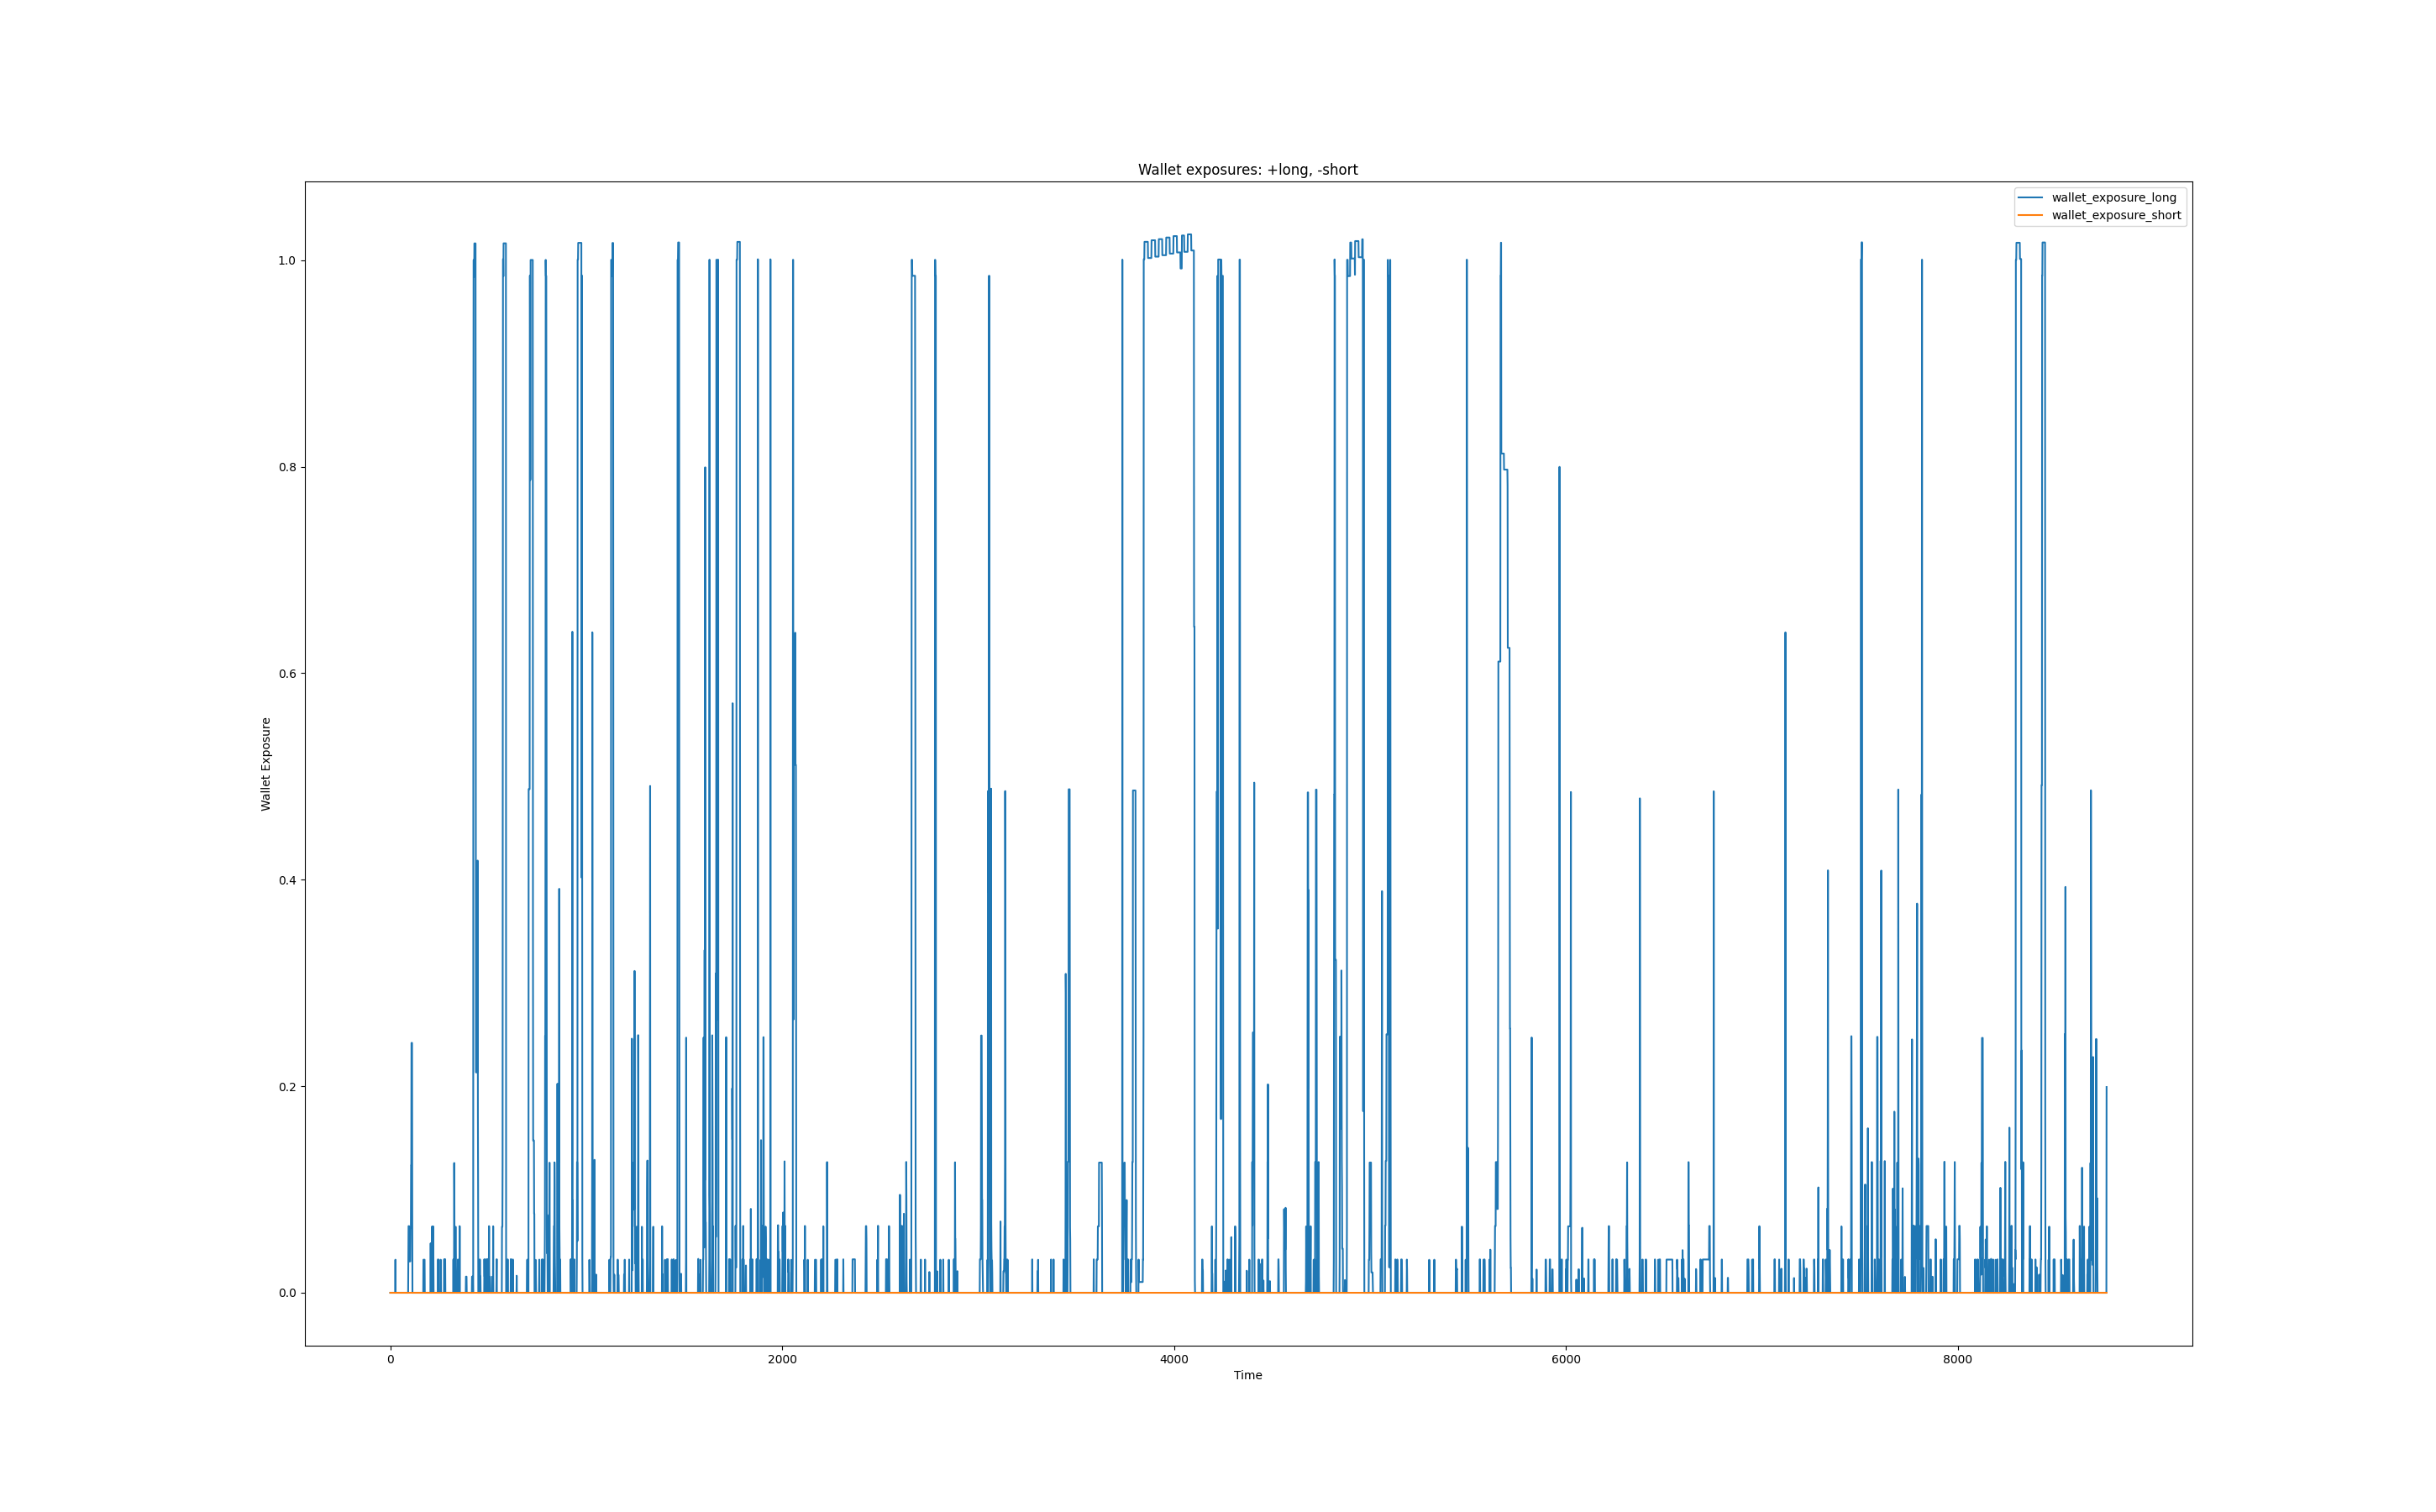 Wallet exposures: +long, -short
wallet_exposure_long
wallet_exposure_short
1.0
0.8
0.6
0.4
0.2
0.0
Wallet Exposure
0 2000 4000 6000 8000
Time